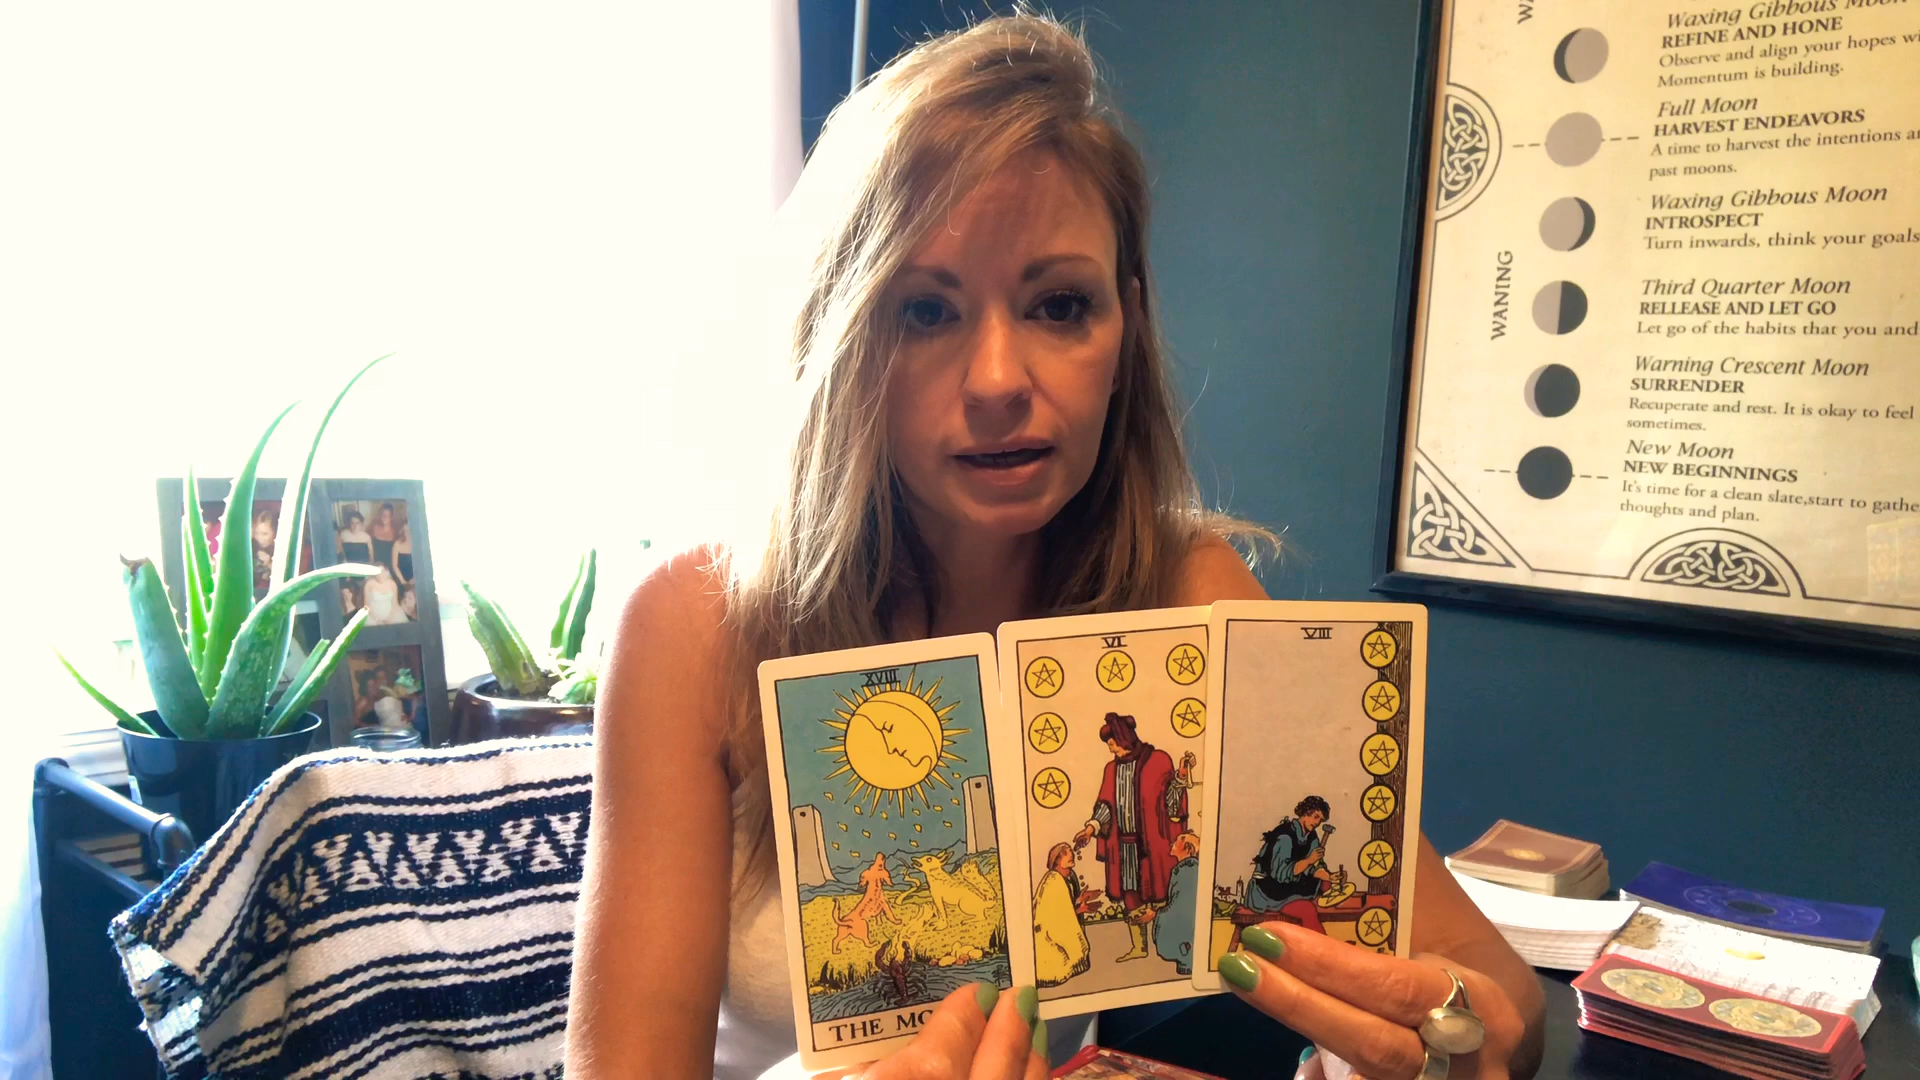 Waxing Gibbous Moon
REFINE AND HONE
Observe and align your hopes
Momentum is building.
Full Moon
HARVEST ENDEAVORS
A time to harvest the intentions
past moons.
Waxing Gibbous Moon
INTROSPECT
Turn inwards, think your goals
WANING
Third Quarter Moon
RELLEASE AND LET GO
Let go of the habits that you and
Warning Crescent Moon
SURRENDER
Recuperate and rest. It is okay to feel
sometimes.
New Moon
NEW BEGINNINGS
It's time for a clean slate,start to
thoughts and plan.
XVIII
THE
VI
VIII